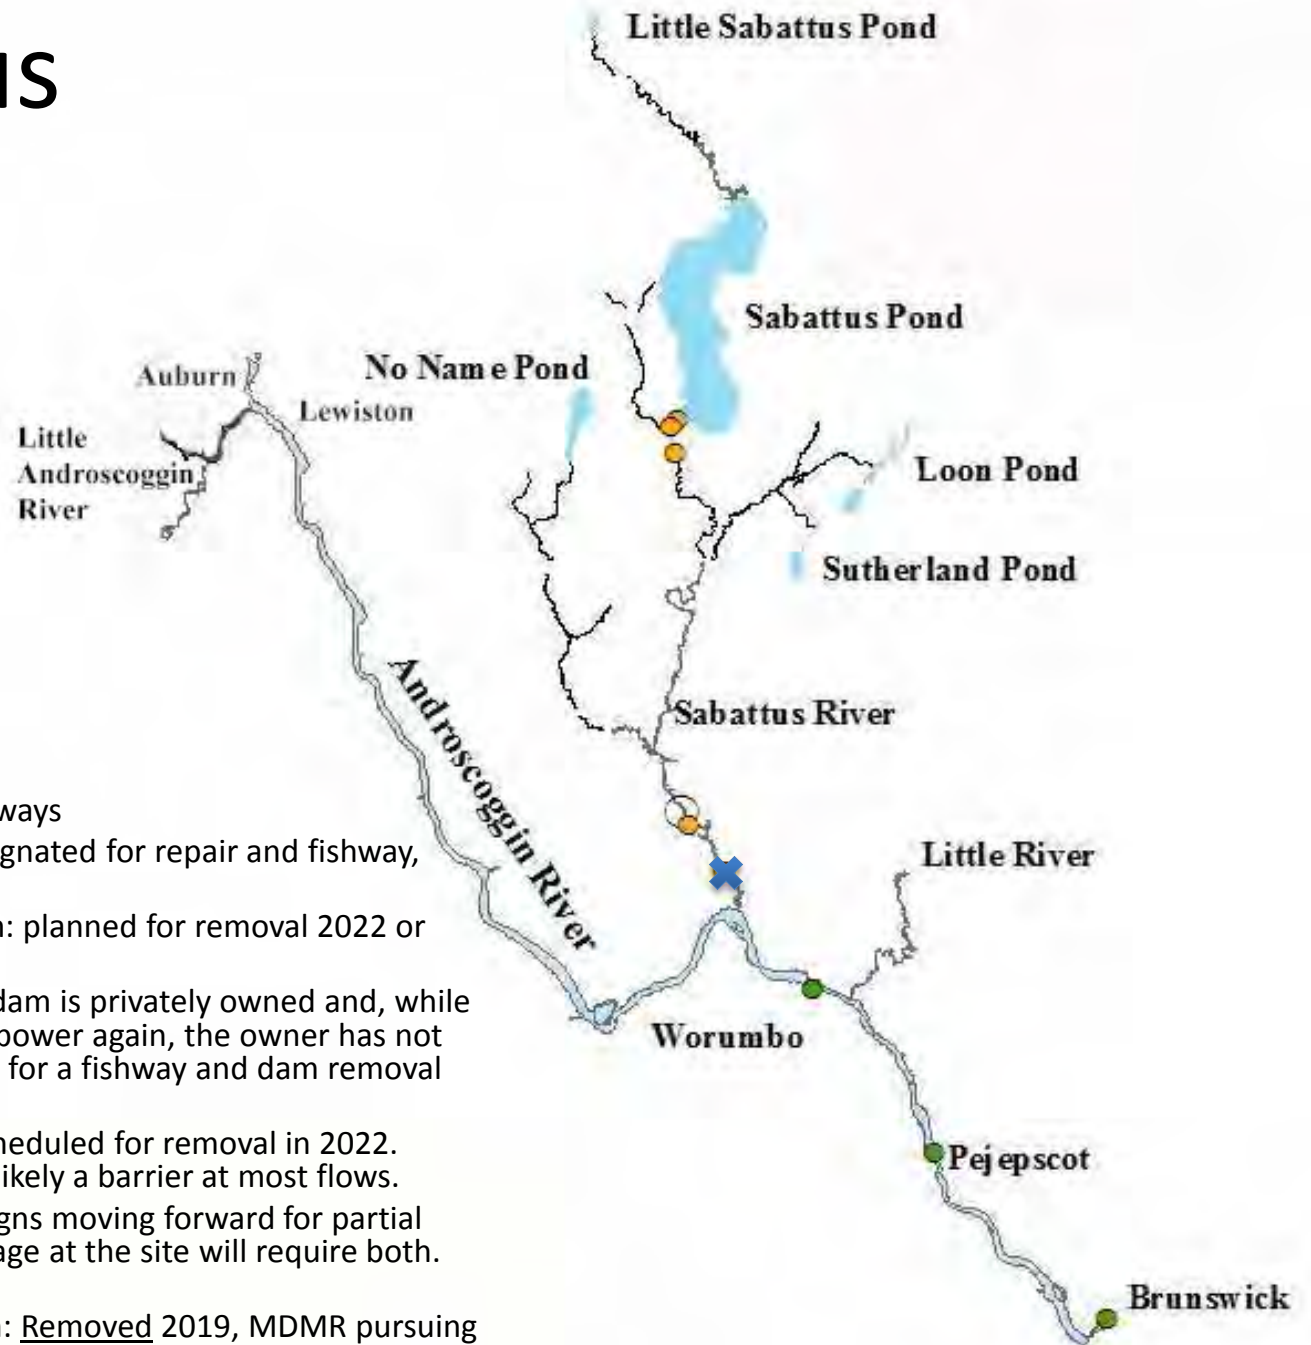 Little Sabattus Pond
Sabattus Pond
No Name Pond
Auburn
Lewiston
Little
Androscoggin
River
Loon Pond
Sutherland Pond
Androscoggin River
Sabattus River
Little River
Worumbo
Pejepscot
Brunswick
ways
gnated for repair and fishway,
: planned for removal 2022 or
dam is privately owned and, while
power again, the owner has not
for a fishway and dam removal
heduled for removal in 2022.
ikely a barrier at most flows.
gns moving forward for partial
age at the site will require both.
: Removed 2019, MDMR pursuing